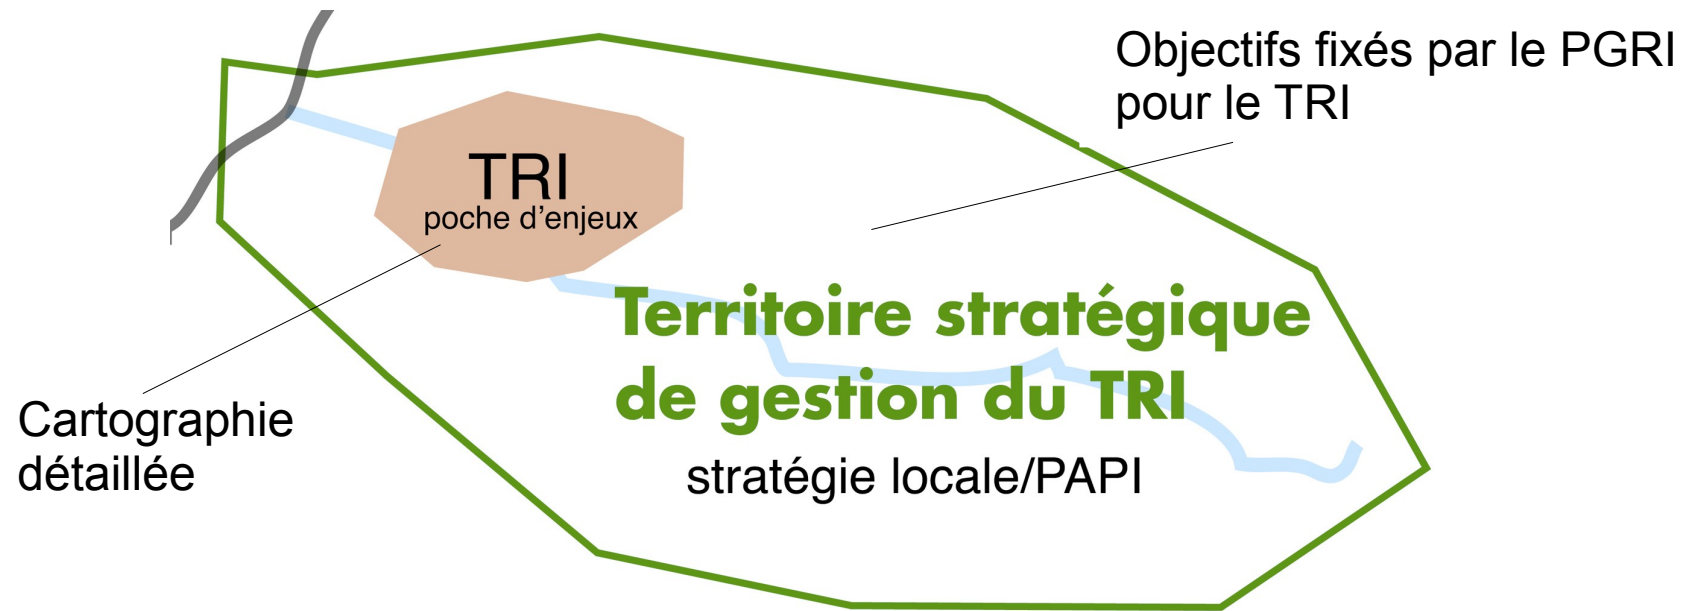 Objectifs fixés par le PGRI
pour le TRI
TRI
poche d'enjeux
Territoire stratégique
de gestion du TRI
stratégie locale/PAPI
Cartographie
détaillée